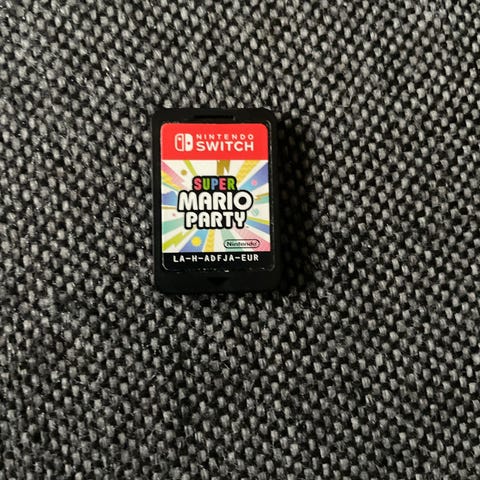 NINTENDO
SWITCH
SUPER
MARIO
PARTY
Nintendo
LA-H-ADFJA-EUR